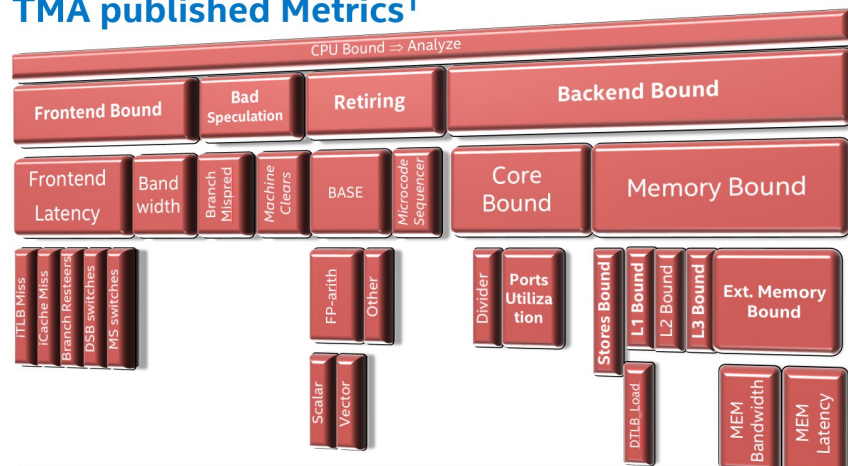 TMA published Metrics¹
CPU Bound ⇒ Analyze
Frontend Bound
Bad
Speculation
Retiring
Backend Bound
Frontend
Latency
Band
width
Branch
Mispred
Machine
Clears
BASE
Microcode
Sequencer
Core
Bound
Memory Bound
iTLB Miss
iCache Miss
Branch Resteers
DSB switches
MS switches
FP-arith
Other
Divider
Ports
Utiliza
tion
Stores Bound
L1 Bound
L2 Bound
L3 Bound
Ext. Memory
Bound
Scalar
Vector
DTLB_Load
MEM
Bandwidth
MEM
Latency